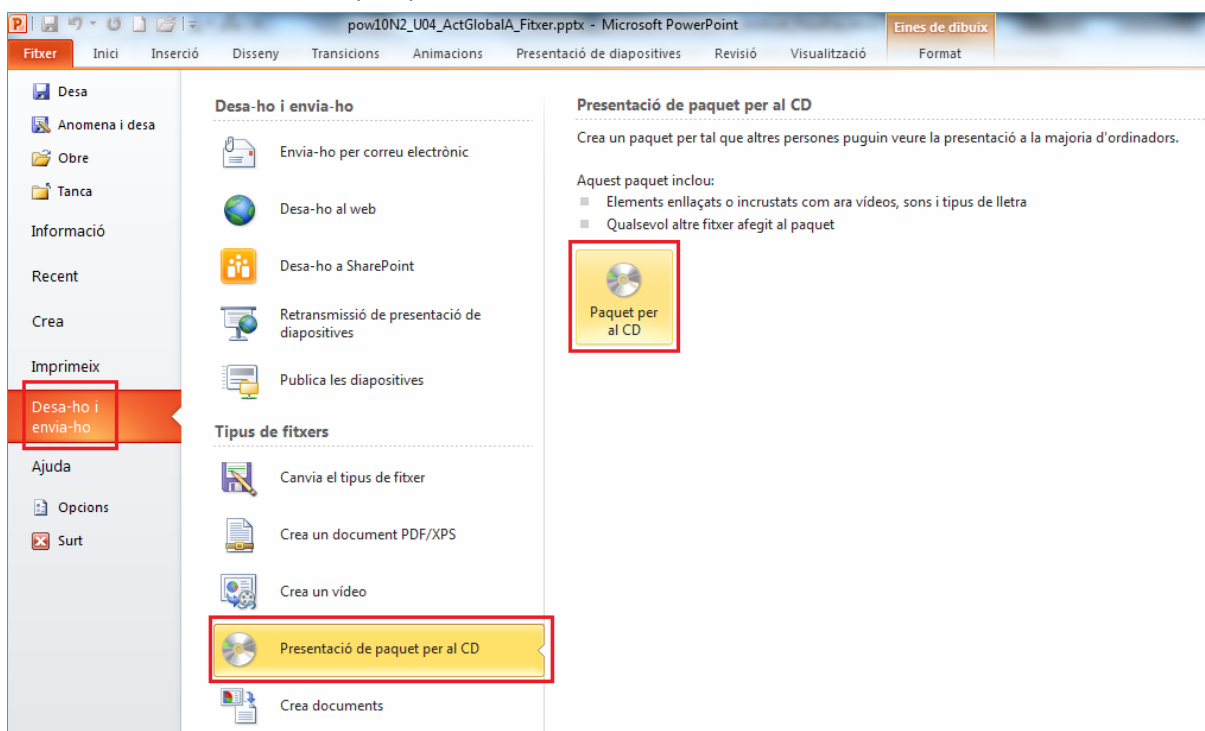 pow10N2_U04_ActGlobalA_Fitxer.pptx - Microsoft PowerPoint
Eines de dibuix
Fitxer Inici Inserció Disseny Transicions Animacions Presentació de diapositives Revisió Visualització Format
Desa
Anomena i desa
Obre
Tanca
Informació
Recent
Crea
Imprimeix
Desa-ho i
envia-ho
Ajuda
Opcions
Surt
Desa-ho i envia-ho
Envia-ho per correu electrònic
Desa-ho al web
Desa-ho a SharePoint
Retransmissió de presentació de
diapositives
Publica les diapositives
Tipus de fitxers
Canvia el tipus de fitxer
Crea un document PDF/XPS
Crea un vídeo
Presentació de paquet per al CD
Crea documents
Presentació de paquet per al CD
Crea un paquet per tal que altres persones puguin veure la presentació a la majoria d'ordinadors.
Aquest paquet inclou:
Elements enllaçats o incrustats com ara vídeos, sons i tipus de lletra
Qualsevol altre fitxer afegit al paquet
Paquet per
al CD